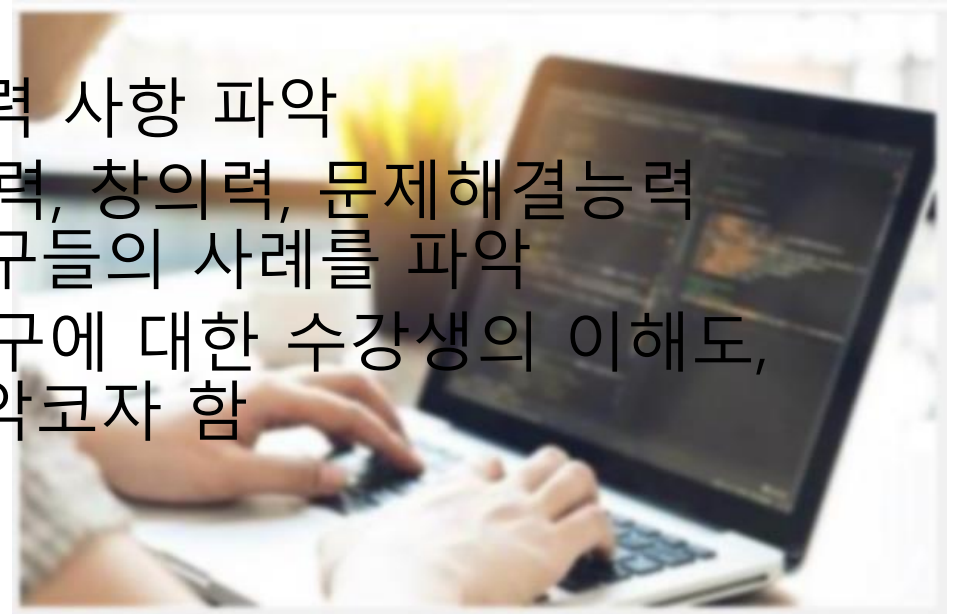 력 사항 파악
력, 창의력, 문제해결능력
구들의 사례를 파악
구에 대한 수강생의 이해도,
악코자 함